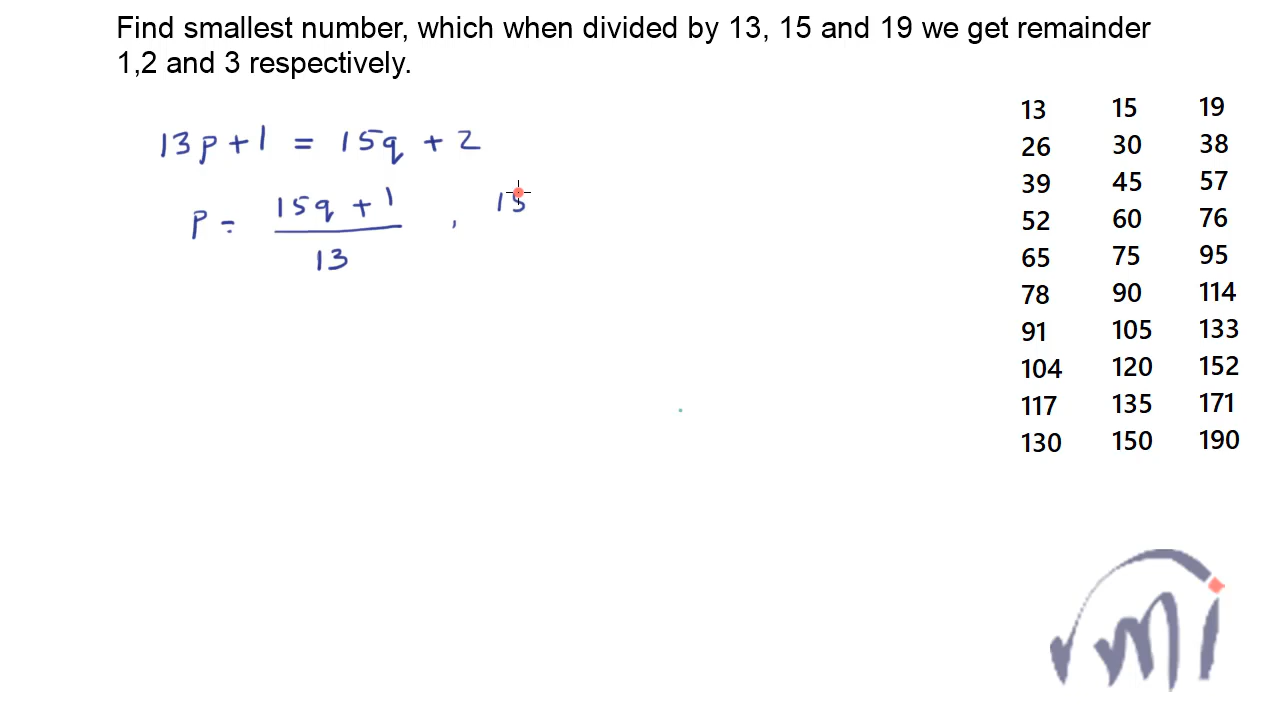 Find smallest number, which when divided by 13, 15 and 19 we get remainder
1,2 and 3 respectively.
13p+1 = 15q + 2
p = 15q + 1 / 13 , 15
13 15 19
26 30 38
39 45 57
52 60 76
65 75 95
78 90 114
91 105 133
104 120 152
117 135 171
130 150 190
rmi